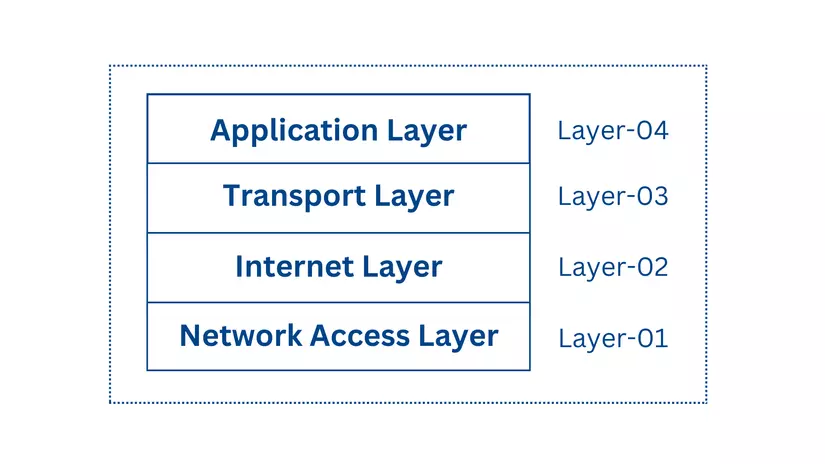 Application Layer Layer-04
Transport Layer Layer-03
Internet Layer Layer-02
Network Access Layer Layer-01